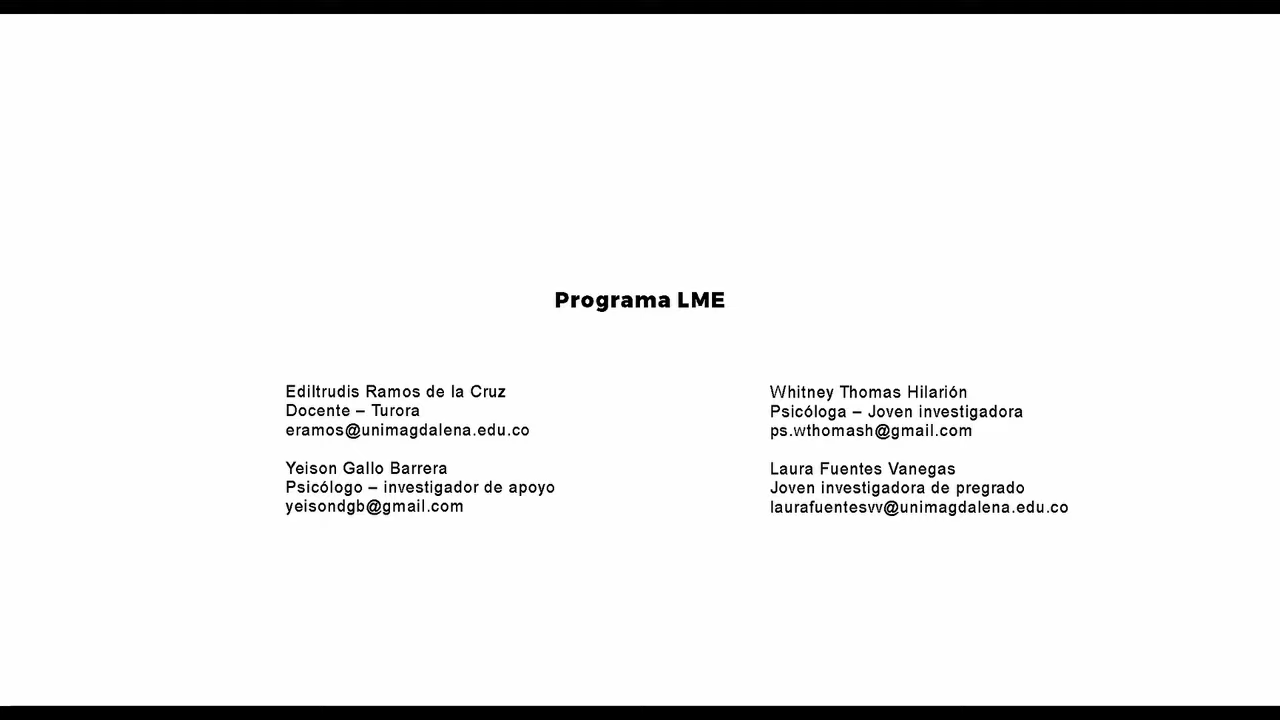 Programa LME
Ediltrudis Ramos de la Cruz
Docente – Turora
eramos@unimagdalena.edu.co
Yeison Gallo Barrera
Psicólogo – investigador de apoyo
yeisondgb@gmail.com
Whitney Thomas Hilarión
Psicóloga – Joven investigadora
ps.wthomash@gmail.com
Laura Fuentes Vanegas
Joven investigadora de pregrado
laurafuentesvv@unimagdalena.edu.co